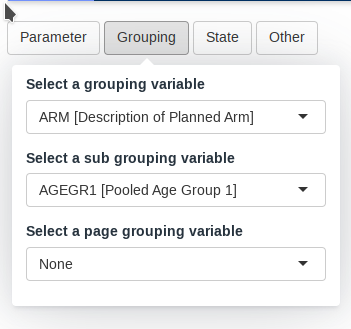 Parameter Grouping State Other
Select a grouping variable
ARM [Description of Planned Arm]
Select a sub grouping variable
AGEGR1 [Pooled Age Group 1]
Select a page grouping variable
None